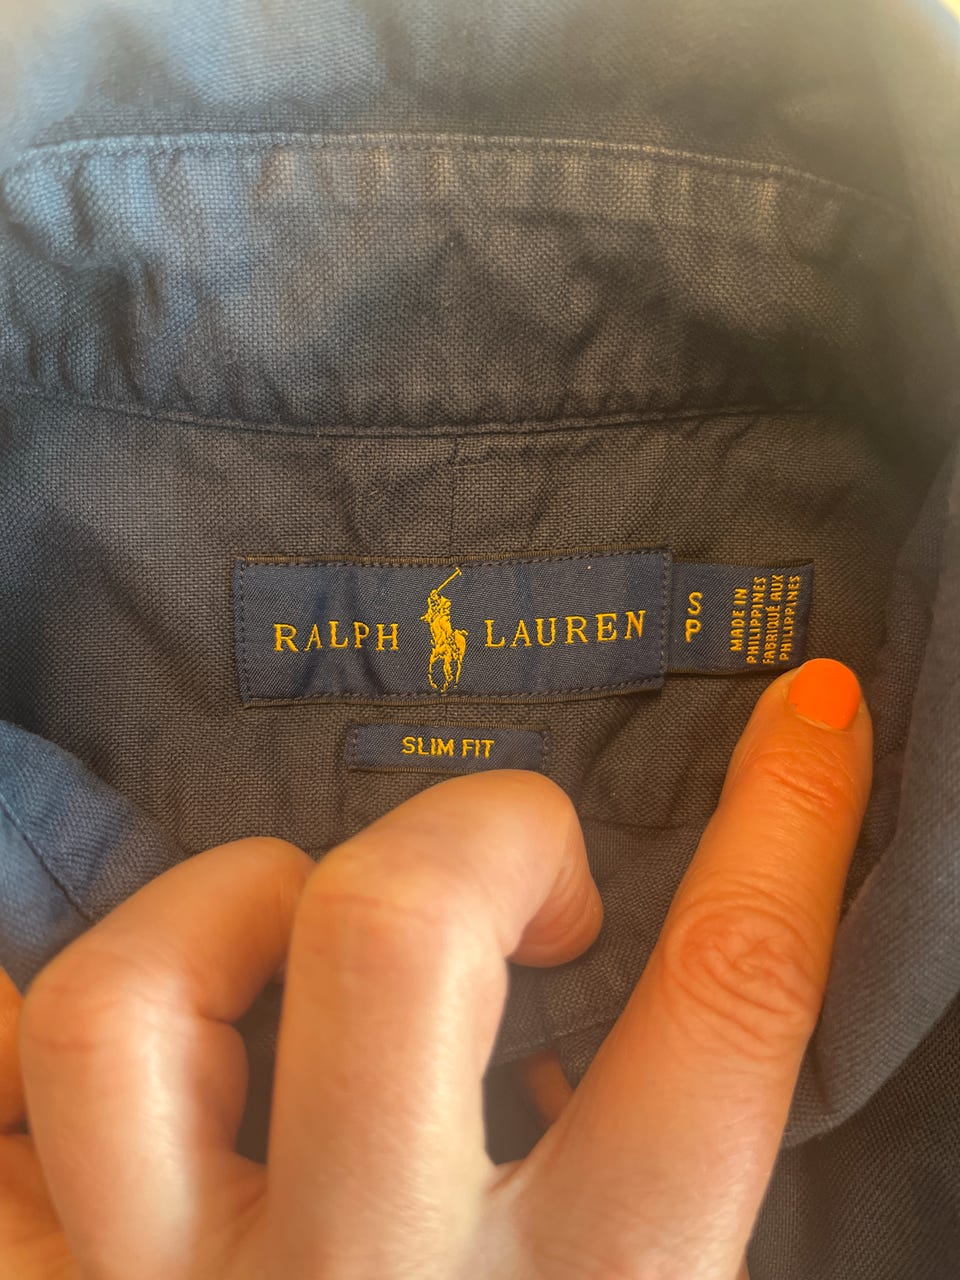 RALPH LAUREN
S
P
MADE IN
PHILIPPINES
FABRIQUÉ AUX
PHILIPPINES
SLIM FIT